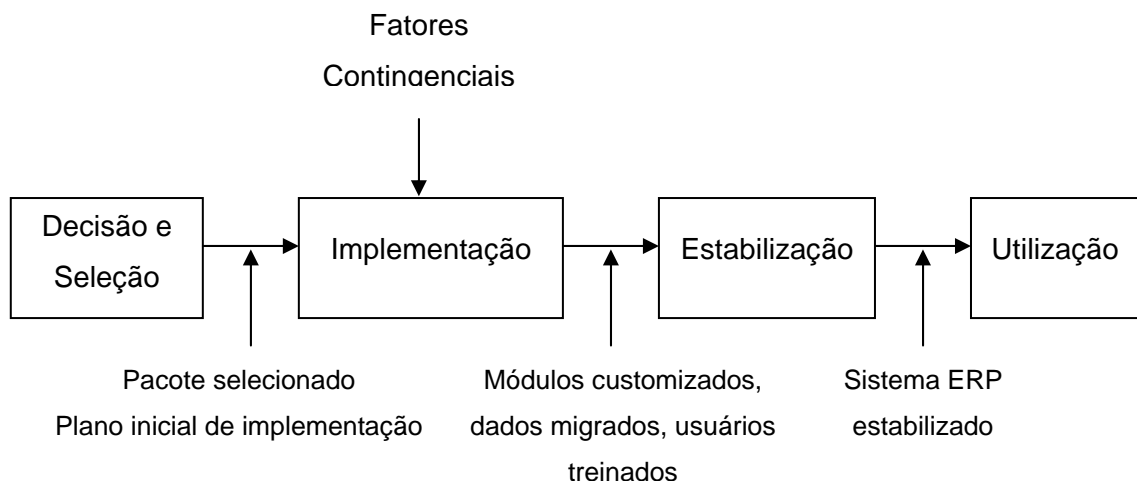 Fatores
Contingenciais
Decisão e
Seleção
Implementação
Estabilização
Utilização
Pacote selecionado
Plano inicial de implementação
Módulos customizados,
dados migrados, usuários
treinados
Sistema ERP
estabilizado